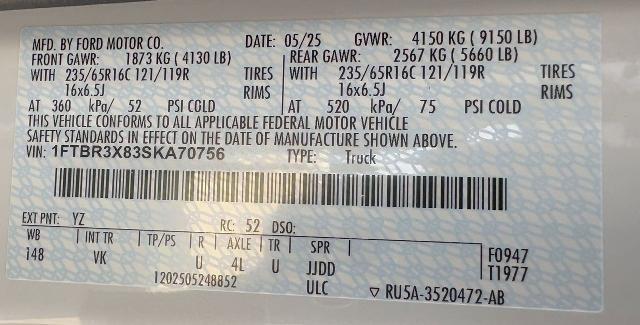 MFD. BY FORD MOTOR CO. DATE: 05/25 GVWR: 4150 KG ( 9150 LB)
FRONT GAWR: 1873 KG ( 4130 LB) REAR GAWR: 2567 KG ( 5660 LB)
WITH 235/65R16C 121/119R TIRES WITH 235/65R16C 121/119R TIRES
16x6.5J RIMS 16x6.5J RIMS
AT 360 kPa/ 52 PSI COLD AT 520 kPa/ 75 PSI COLD
THIS VEHICLE CONFORMS TO ALL APPLICABLE FEDERAL MOTOR VEHICLE
SAFETY STANDARDS IN EFFECT ON THE DATE OF MANUFACTURE SHOWN ABOVE.
VIN: 1FTBR3X83SKA70756 TYPE: Truck
EXT PNT: YZ RC: 52 DSO:
WB INT TR TP/PS R AXLE TR SPR F0947
148 VK U 4L U JJDD T1977
1202505248852 ULC ▽ RU5A-3520472-AB